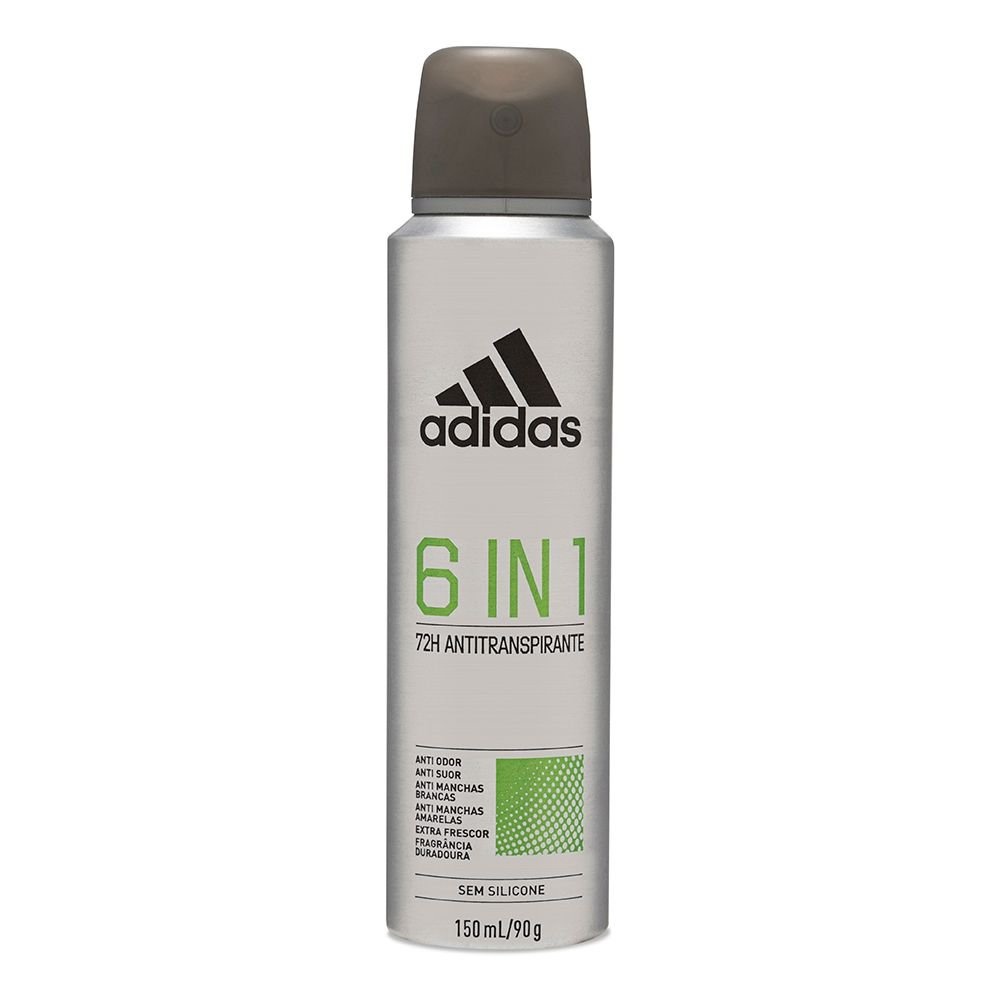 adidas
6 IN 1
72H ANTITRANSPIRANTE
ANTI ODOR
ANTI SUOR
ANTI MANCHAS
BRANCAS
ANTI MANCHAS
AMARELAS
EXTRA FRESCOR
FRAGRÂNCIA
DURADOURA
SEM SILICONE
150 mL/90 g